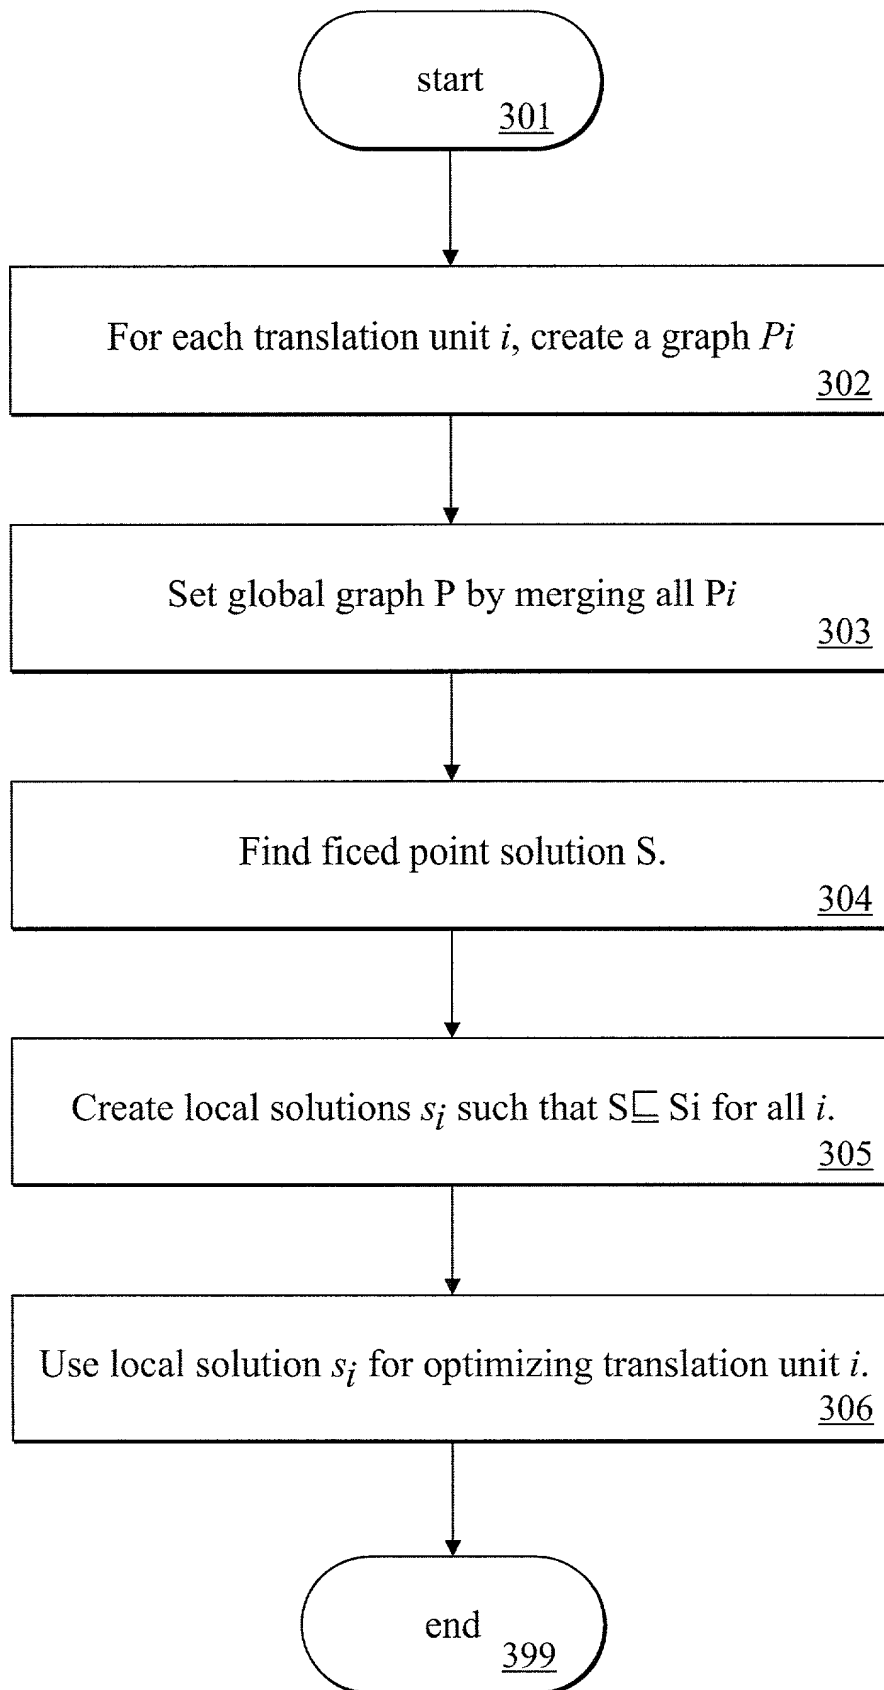 start
301
For each translation unit i, create a graph Pi
302
Set global graph P by merging all Pi
303
Find ficed point solution S.
304
Create local solutions si such that S⊑ Si for all i.
305
Use local solution si for optimizing translation unit i.
306
end
399